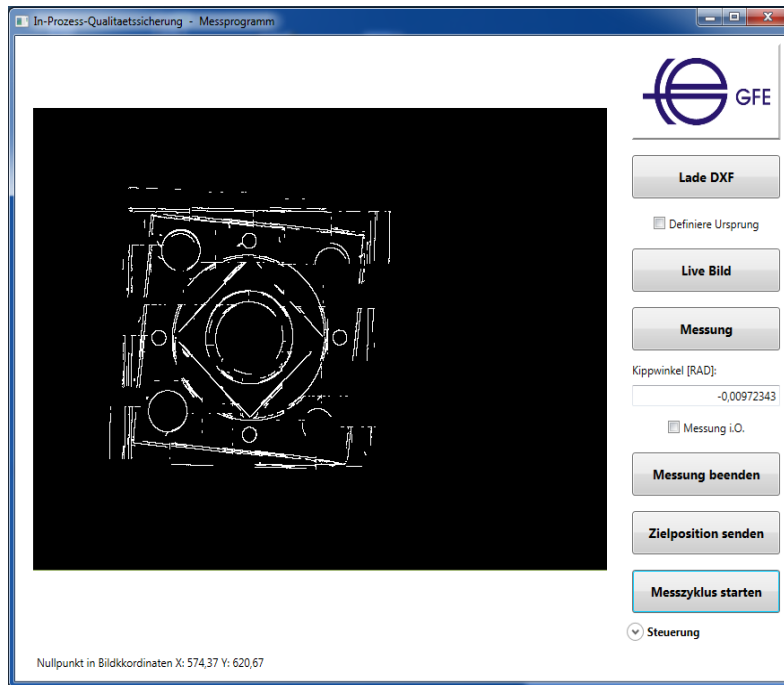 In-Prozess-Qualitaetssicherung - Messprogramm
GFE
Lade DXF
Definiere Ursprung
Live Bild
Messung
Kippwinkel [RAD]:
-0,00972343
Messung i.O.
Messung beenden
Zielposition senden
Messzyklus starten
Steuerung
Nullpunkt in Bildkkordinaten X: 574,37 Y: 620,67